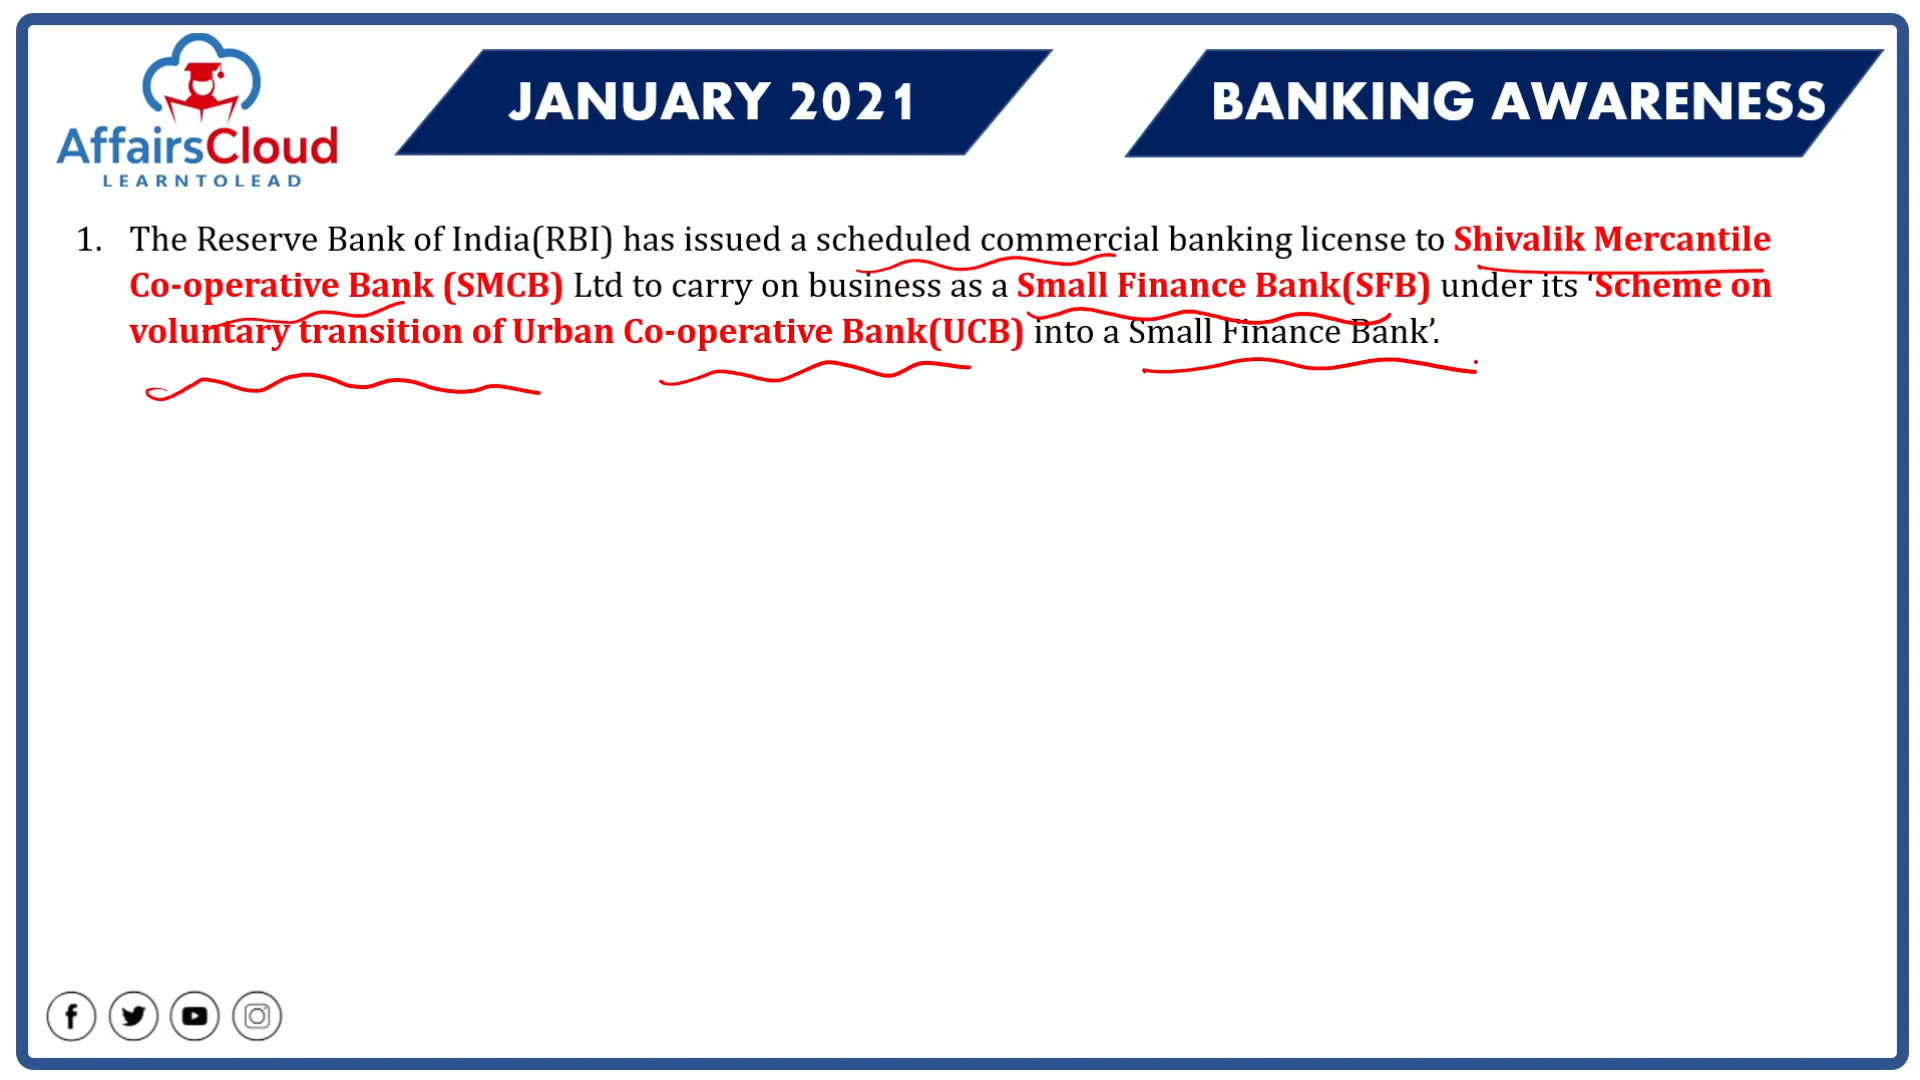 AffairsCloud
LEARNTOLEAD
JANUARY 2021
BANKING AWARENESS
1. The Reserve Bank of India(RBI) has issued a scheduled commercial banking license to Shivalik Mercantile
Co-operative Bank (SMCB) Ltd to carry on business as a Small Finance Bank(SFB) under its ‘Scheme on
voluntary transition of Urban Co-operative Bank(UCB) into a Small Finance Bank’.